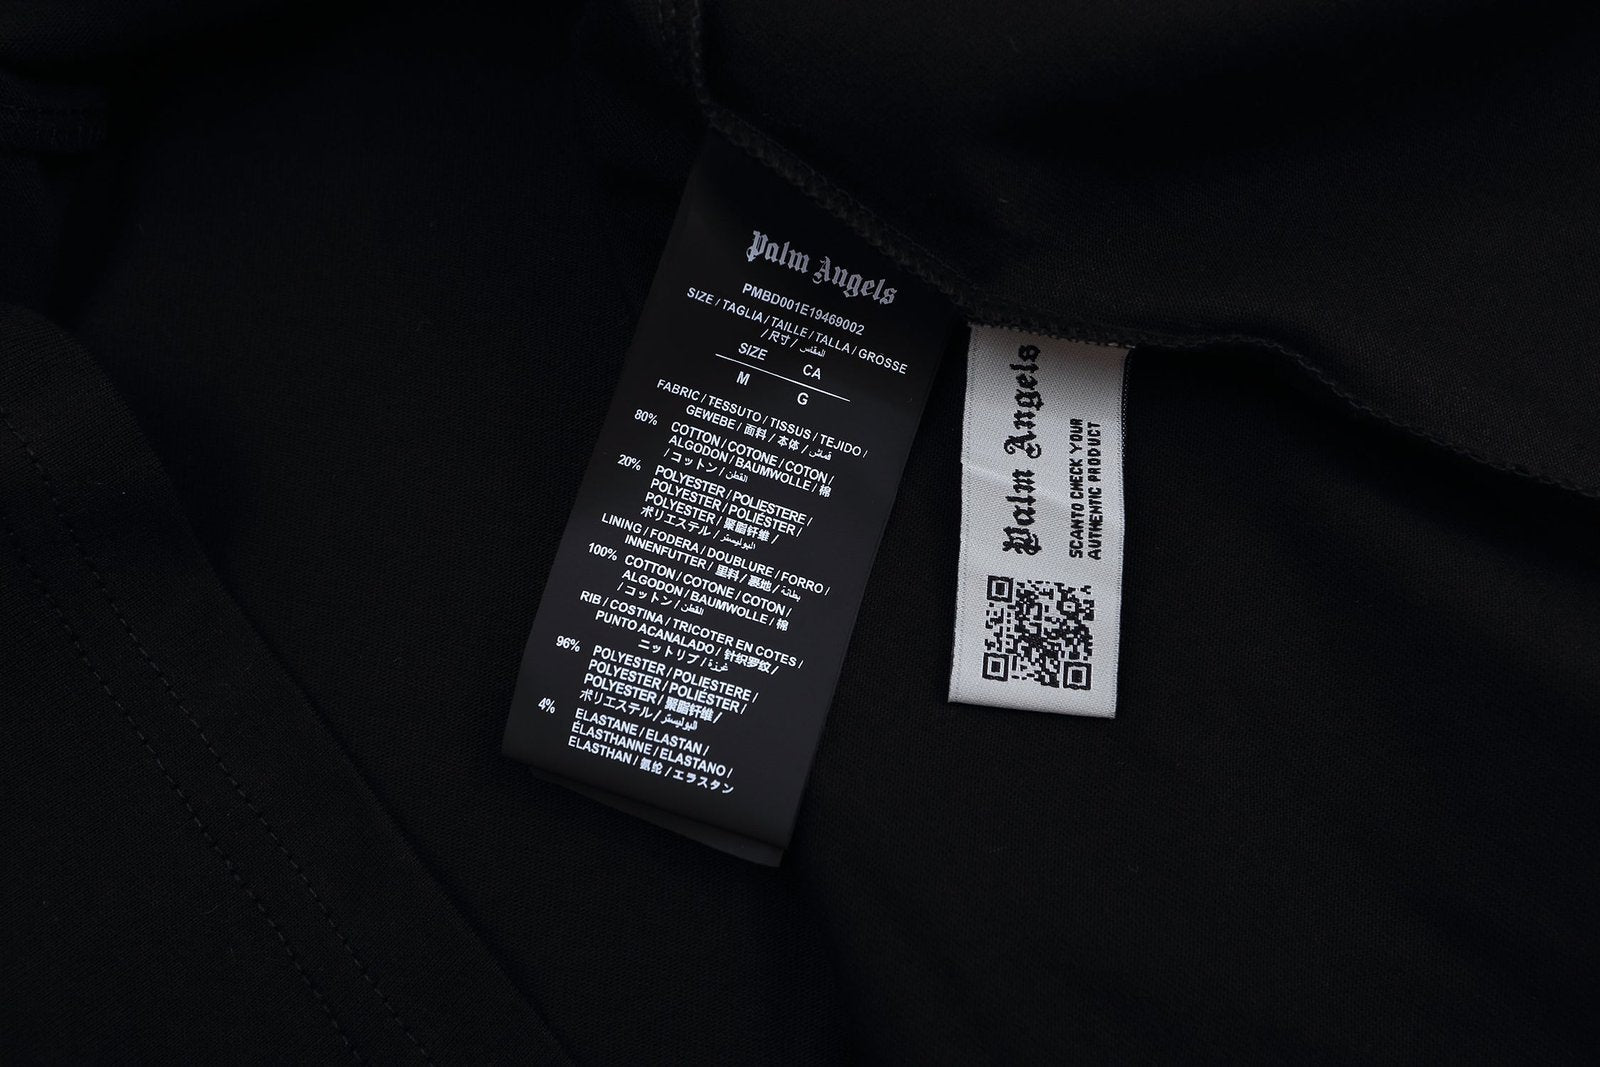 Palm Angels
PMBD001E19469002
SIZE / TAGLIA / TAILLE / TALLA / GROSSE
/ 尺寸 / المقاس
SIZE CA
M G
FABRIC / TESSUTO / TISSUS / TEJIDO /
GEWEBE / 面料 / 本体 / قماش
80% COTTON / COTONE / COTON /
ALGODON / BAUMWOLLE / 棉
/ コットン / القطن
20% POLYESTER / POLIESTERE /
POLYESTER / POLIÉSTER /
POLYESTER / 聚脂纤维 /
ポリエステル / البوليستر
LINING / FODERA / DOUBLURE / FORRO /
INNENFUTTER / 里料 / 裏地 / بطانة
100% COTTON / COTONE / COTON /
ALGODON / BAUMWOLLE / 棉
/ コットン / القطن
RIB / COSTINA / TRICOTER EN COTES /
PUNTO ACANALADO / 针织罗纹 /
ニットリブ / غرزة
96% POLYESTER / POLIESTERE /
POLYESTER / POLIÉSTER /
POLYESTER / 聚脂纤维 /
ポリエステル / البوليستر
4% ELASTANE / ELASTAN /
ÉLASTHANNE / ELASTANO /
ELASTHAN / 氨纶 / エラスタン
Palm Angels
SCANTO CHECK YOUR
AUTHENTIC PRODUCT